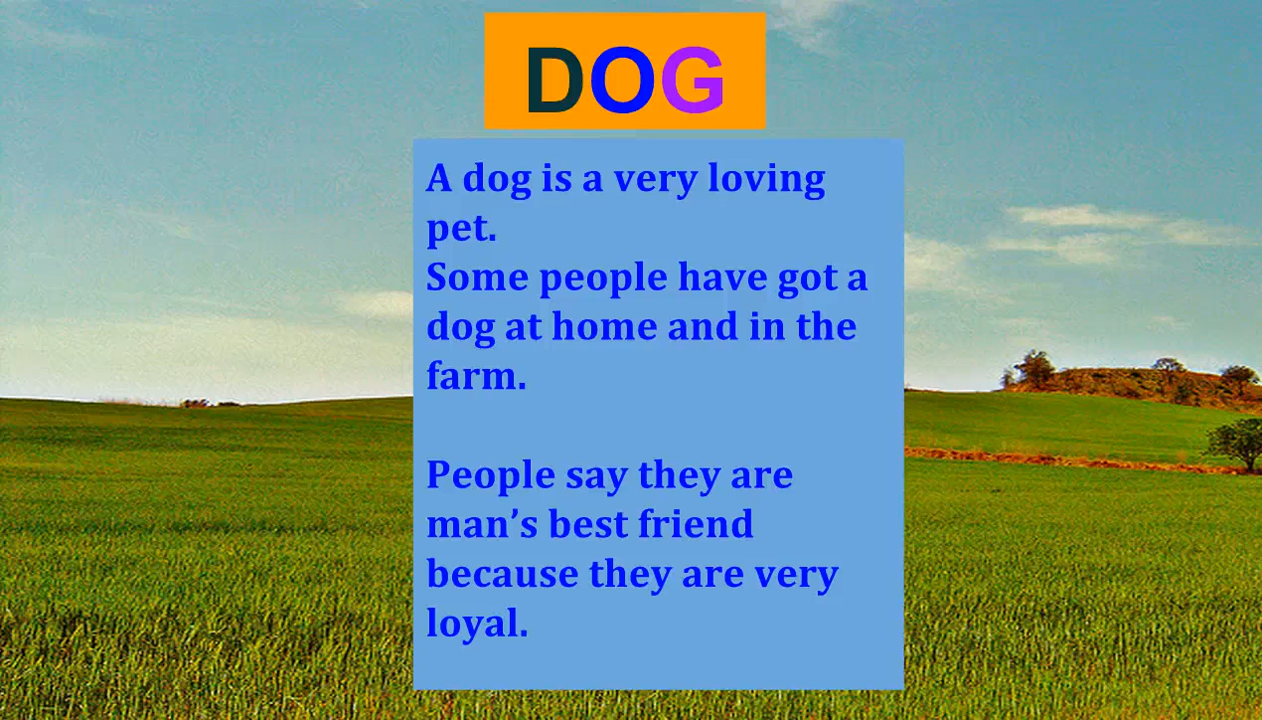 DOG
A dog is a very loving
pet.
Some people have got a
dog at home and in the
farm.
People say they are
man’s best friend
because they are very
loyal.